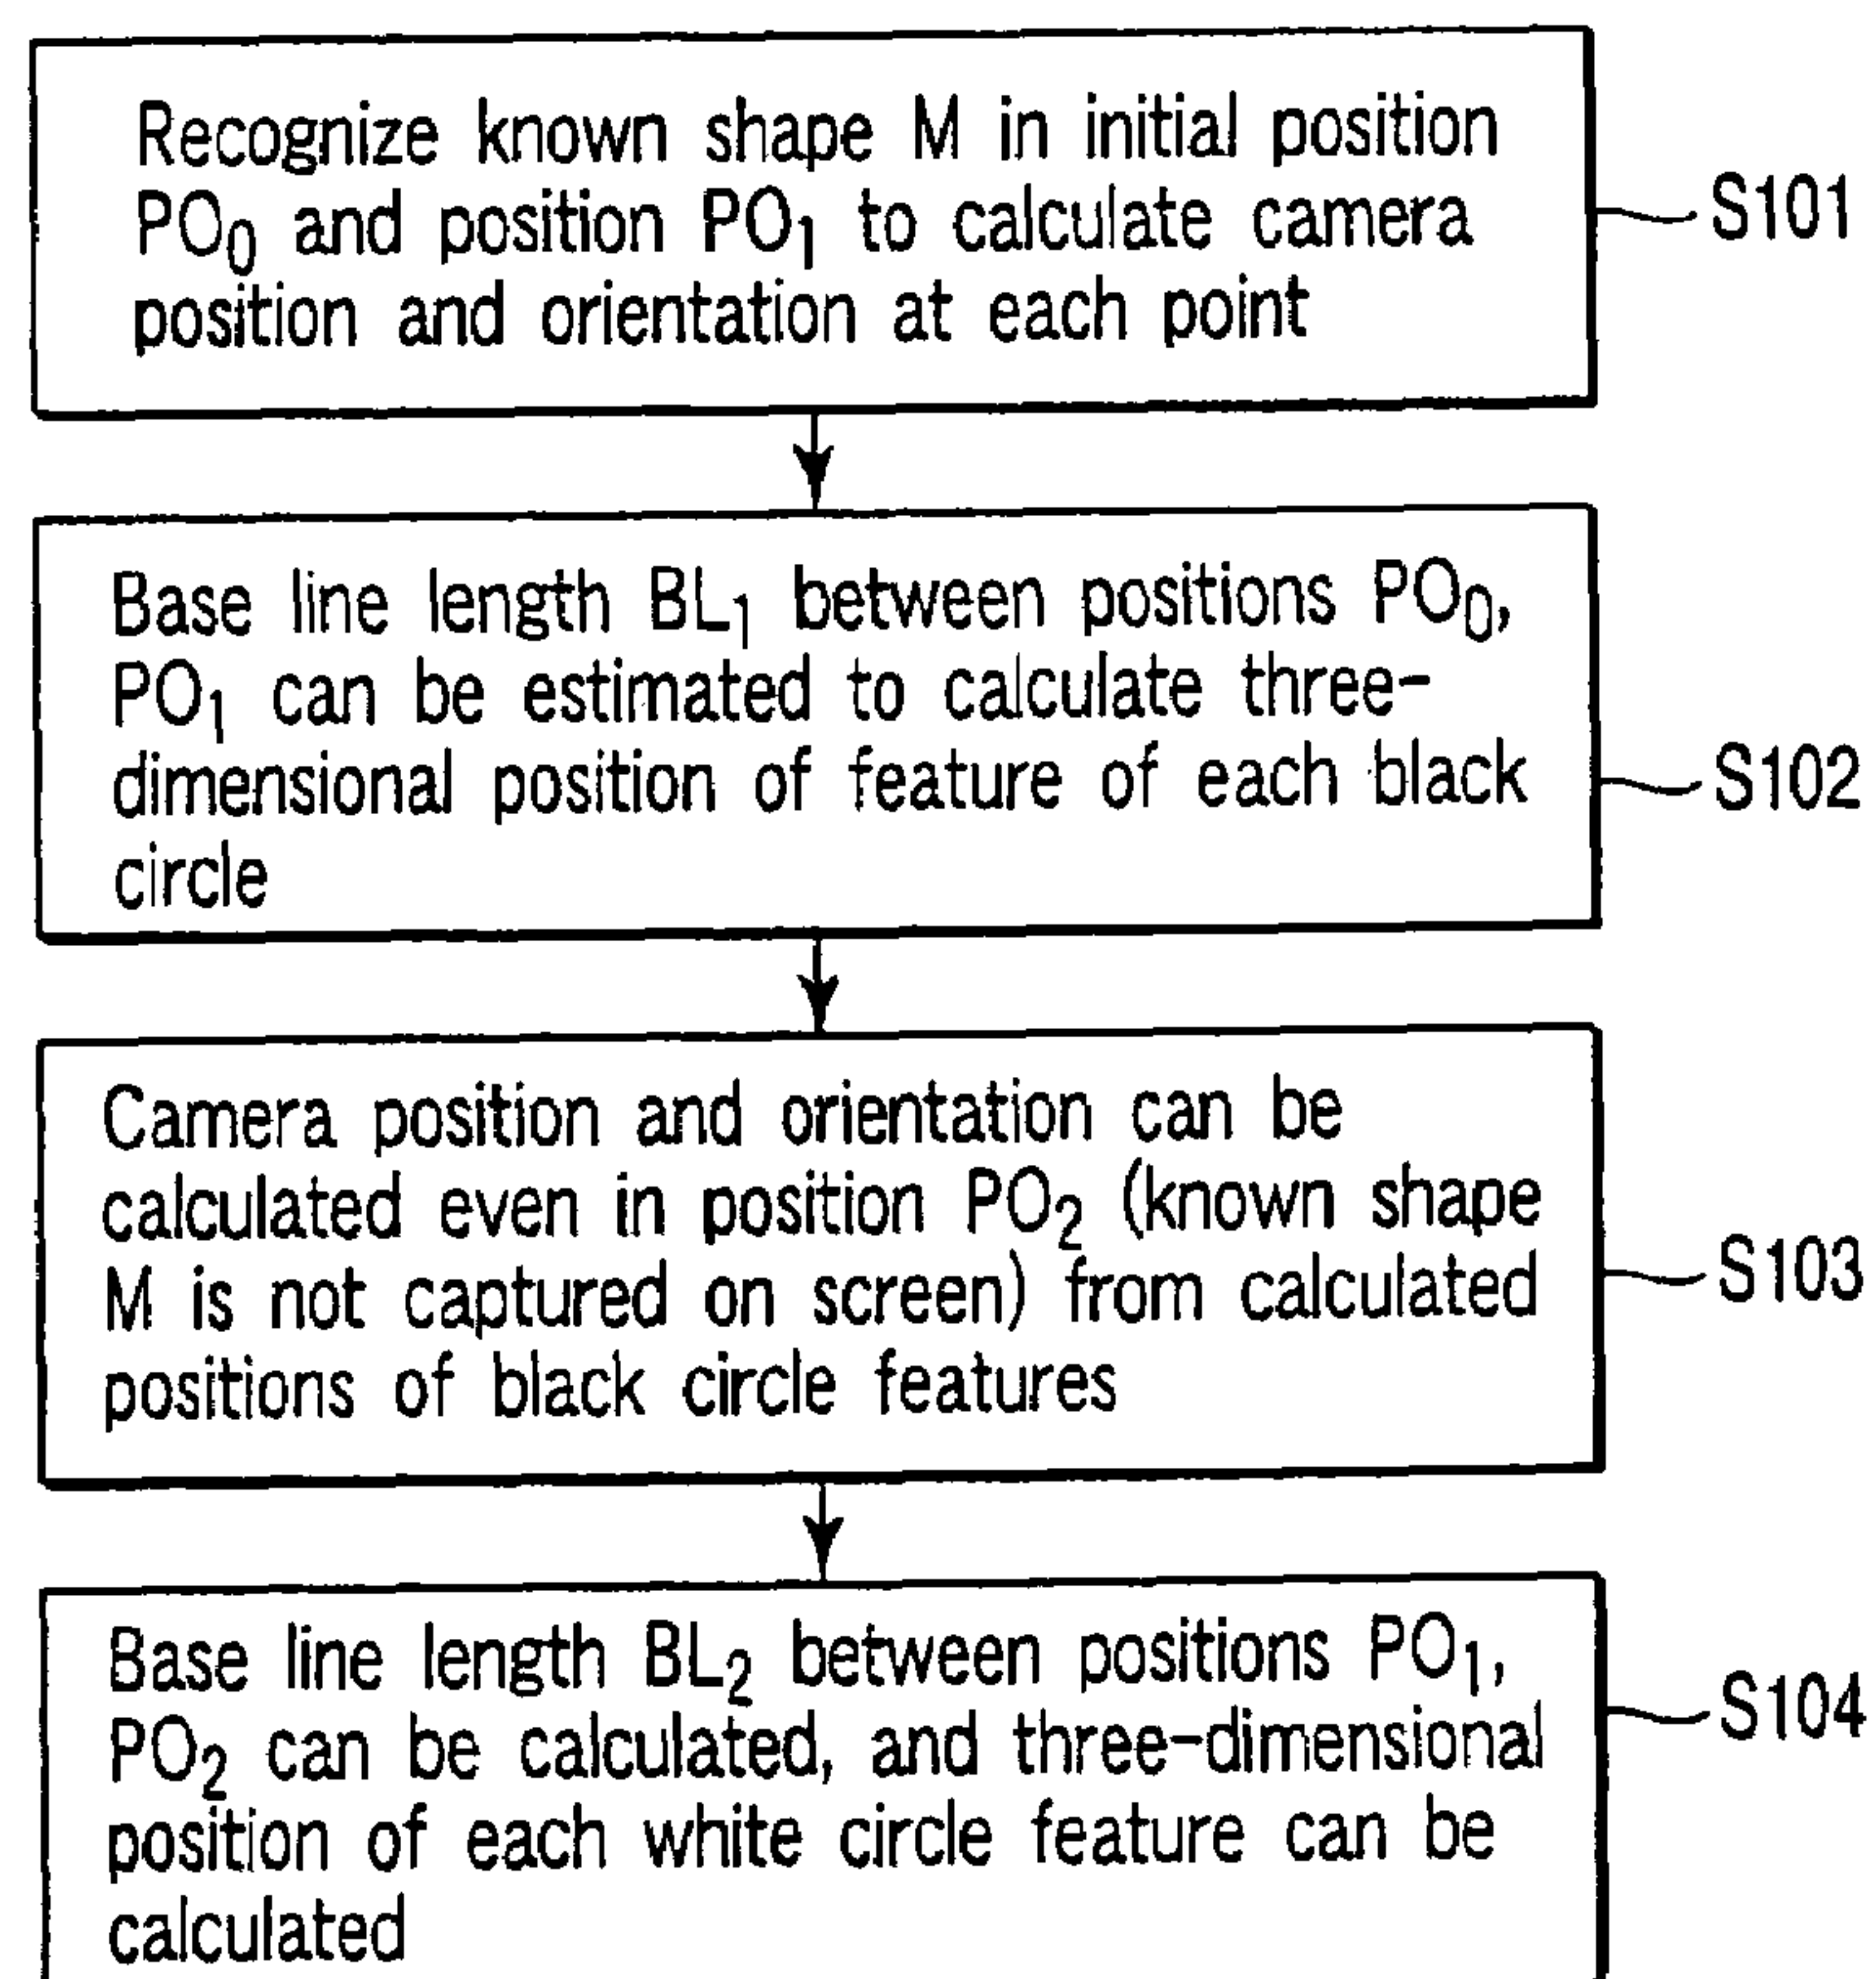 Recognize known shape M in initial position
PO₀ and position PO₁ to calculate camera
position and orientation at each point
S101
Base line length BL₁ between positions PO₀,
PO₁ can be estimated to calculate three-
dimensional position of feature of each black
circle
S102
Camera position and orientation can be
calculated even in position PO₂ (known shape
M is not captured on screen) from calculated
positions of black circle features
S103
Base line length BL₂ between positions PO₁,
PO₂ can be calculated, and three-dimensional
position of each white circle feature can be
calculated
S104